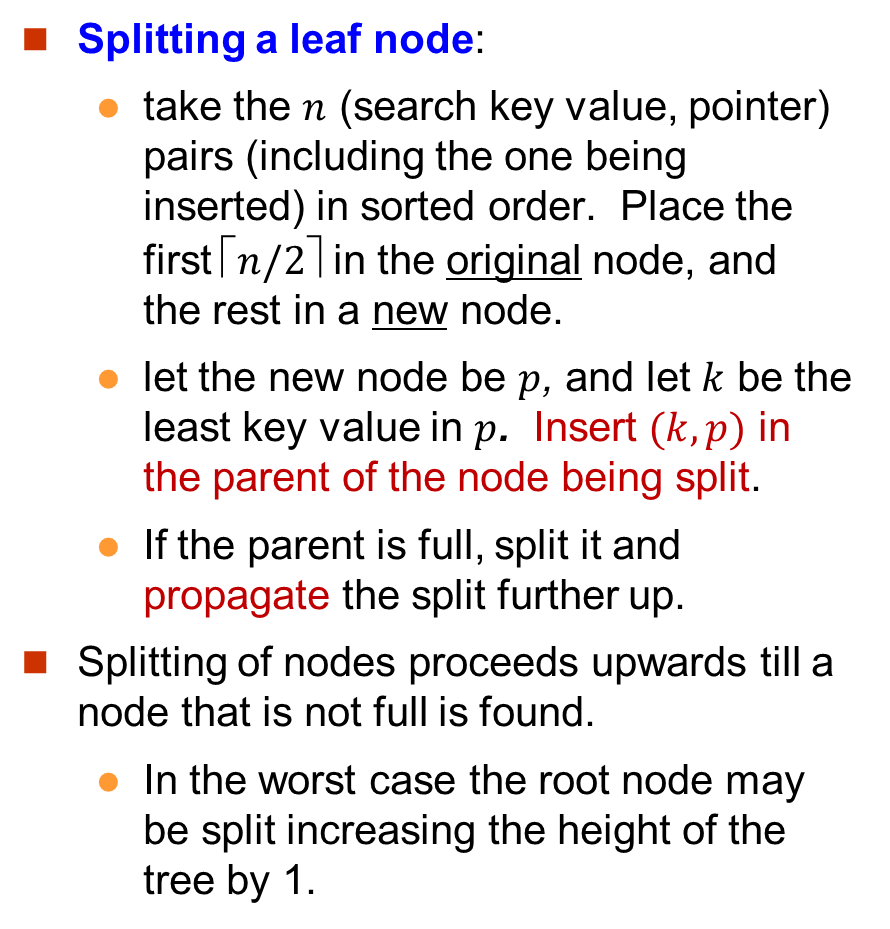 Splitting a leaf node:
take the n (search key value, pointer)
pairs (including the one being
inserted) in sorted order.  Place the
first ⌈n/2⌉ in the original node, and
the rest in a new node.
let the new node be p, and let k be the
least key value in p.  Insert (k,p) in
the parent of the node being split.
If the parent is full, split it and
propagate the split further up.
Splitting of nodes proceeds upwards till a
node that is not full is found.
In the worst case the root node may
be split increasing the height of the
tree by 1.